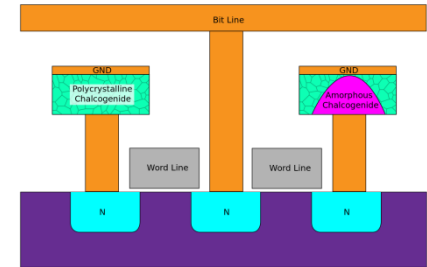 Bit Line
GND
GND
Polycrystalline
Chalcogenide
Amorphous
Chalcogenide
Word Line
Word Line
N
N
N